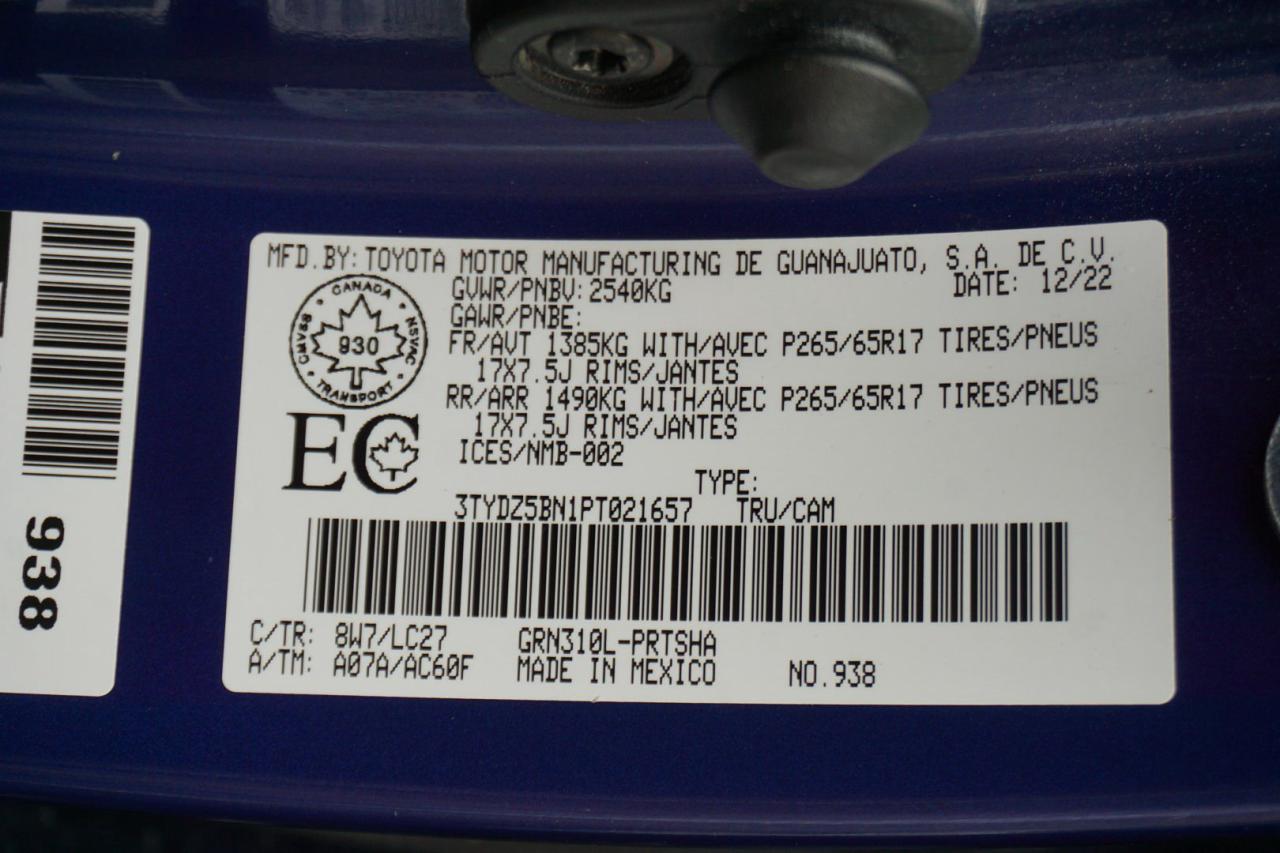 MFD.BY: TOYOTA MOTOR MANUFACTURING DE GUANAJUATO, S.A. DE C.V.
GVWR/PNBV: 2540KG DATE: 12/22
GAWR/PNBE:
FR/AVT 1385KG WITH/AVEC P265/65R17 TIRES/PNEUS
17X7.5J RIMS/JANTES
RR/ARR 1490KG WITH/AVEC P265/65R17 TIRES/PNEUS
17X7.5J RIMS/JANTES
ICES/NMB-002
TYPE:
3TYDZ5BN1PT021657 TRU/CAM
C/TR: 8W7/LC27 GRN310L-PRTSHA
A/TM: A07A/AC60F MADE IN MEXICO NO.938
CANADA
CMVSS 930 NSVAC
TRANSPORT
EC
938